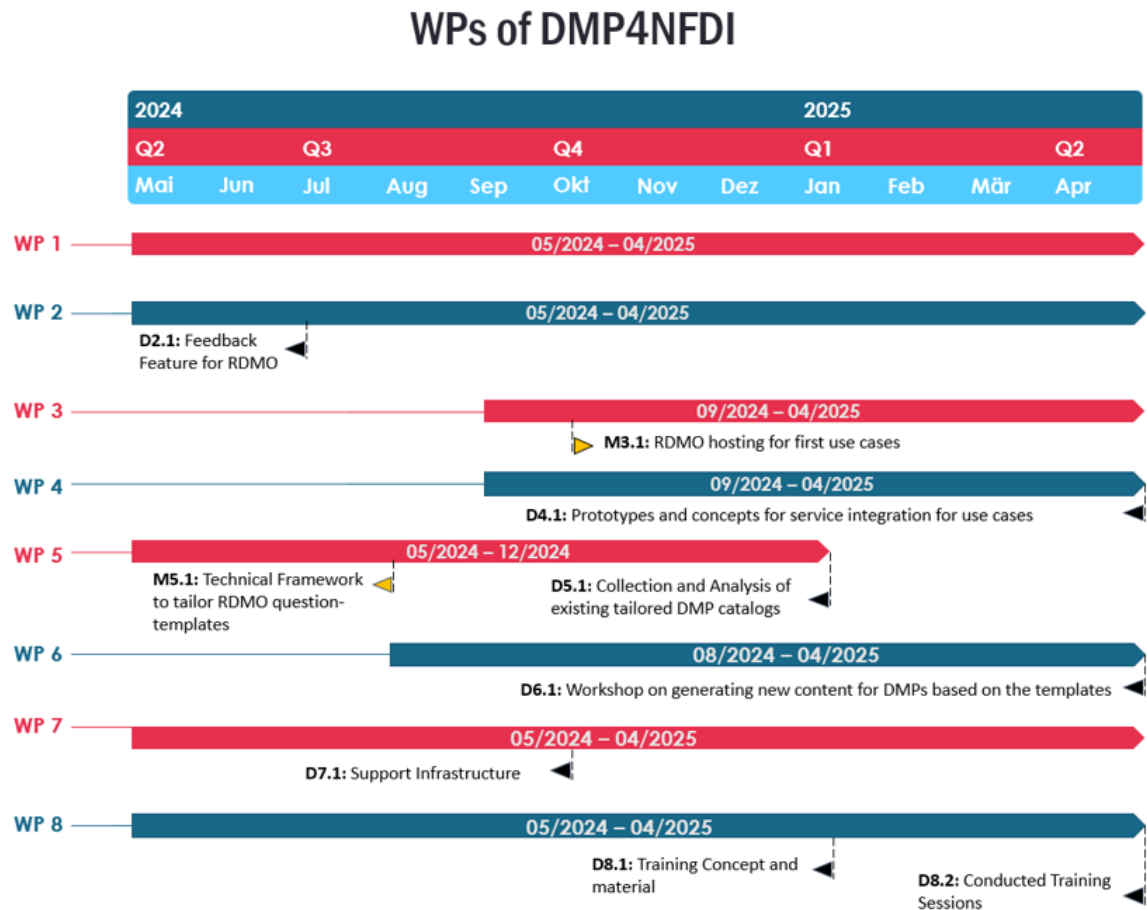 WPs of DMP4NFDI
2024 2025
Q2 Q3 Q4 Q1 Q2
Mai Jun Jul Aug Sep Okt Nov Dez Jan Feb Mär Apr
WP 1 05/2024 – 04/2025
WP 2 05/2024 – 04/2025
D2.1: Feedback
Feature for RDMO
WP 3 09/2024 – 04/2025
M3.1: RDMO hosting for first use cases
WP 4 09/2024 – 04/2025
D4.1: Prototypes and concepts for service integration for use cases
WP 5 05/2024 – 12/2024
M5.1: Technical Framework
to tailor RDMO question-
templates
D5.1: Collection and Analysis of
existing tailored DMP catalogs
WP 6 08/2024 – 04/2025
D6.1: Workshop on generating new content for DMPs based on the templates
WP 7 05/2024 – 04/2025
D7.1: Support Infrastructure
WP 8 05/2024 – 04/2025
D8.1: Training Concept and
material
D8.2: Conducted Training
Sessions